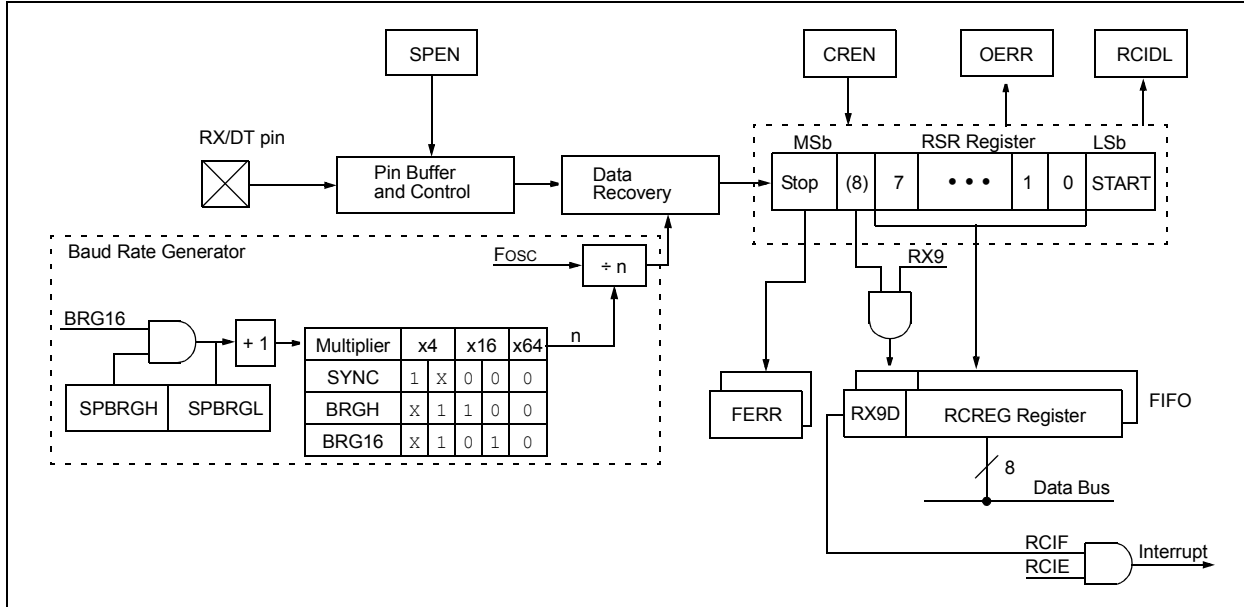 SPEN
CREN
OERR
RCIDL
RX/DT pin
Pin Buffer
and Control
Data
Recovery
MSb
RSR Register
LSb
Stop (8) 7 • • • 1 0 START
Baud Rate Generator
FOSC
÷ n
RX9
BRG16
+ 1
n
SPBRGH SPBRGL
Multiplier x4 x16 x64
SYNC 1 X 0 0 0
BRGH X 1 1 0 0
BRG16 X 1 0 1 0
FERR
RX9D RCREG Register
FIFO
8
Data Bus
RCIF
RCIE
Interrupt